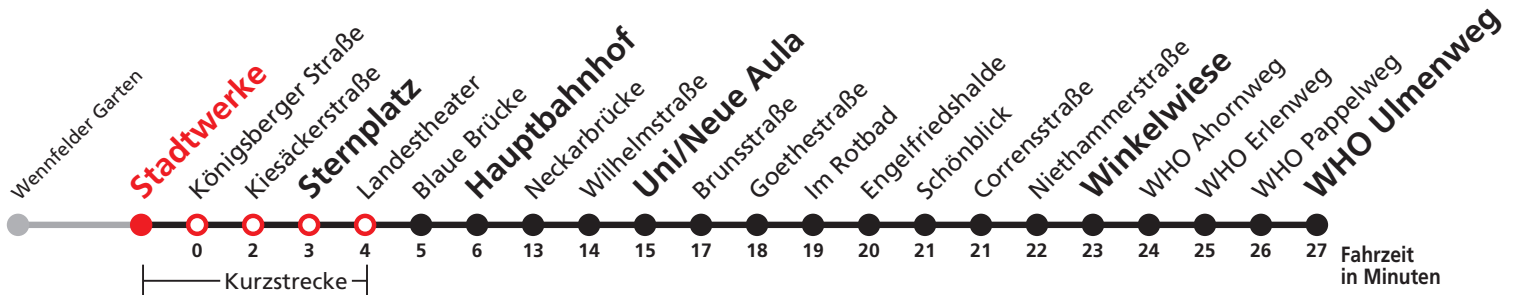 Wennfelder Garten
Stadtwerke
Königsberger Straße
Kiesäckerstraße
Sternplatz
Landestheater
Blaue Brücke
Hauptbahnhof
Neckarbrücke
Wilhelmstraße
Uni/Neue Aula
Brunsstraße
Goethestraße
Im Rotbad
Engelfriedshalde
Schönblick
Corrensstraße
Niethammerstraße
Winkelwiese
WHO Ahornweg
WHO Erlenweg
WHO Pappelweg
WHO Ulmenweg
0 2 3 4 5 6 13 14 15 17 18 19 20 21 21 22 23 24 25 26 27
Fahrzeit
in Minuten
Kurzstrecke